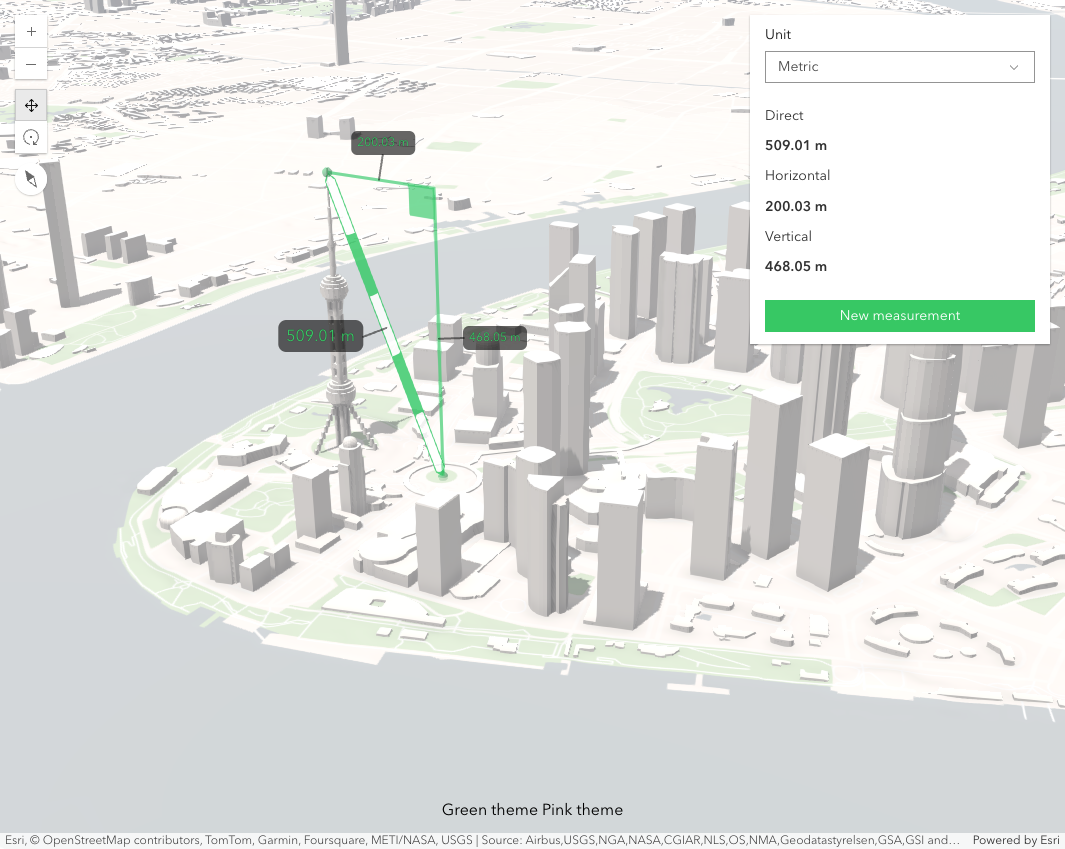 Unit
Metric
Direct
509.01 m
Horizontal
200.03 m
Vertical
468.05 m
New measurement
200.03 m
509.01 m
468.05 m
Green theme Pink theme
Esri, © OpenStreetMap contributors, TomTom, Garmin, Foursquare, METI/NASA, USGS | Source: Airbus,USGS,NGA,NASA,CGIAR,NLS,OS,NMA,Geodatastyrelsen,GSA,GSI and... Powered by Esri